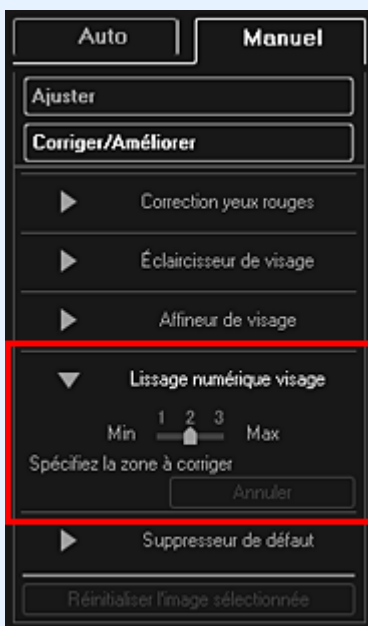 Auto Manuel
Ajuster
Corriger/Améliorer
Correction yeux rouges
Éclaircisseur de visage
Affineur de visage
Lissage numérique visage
1 2 3
Min Max
Spécifiez la zone à corriger
Annuler
Suppresseur de défaut
Réinitialiser l'image sélectionnée